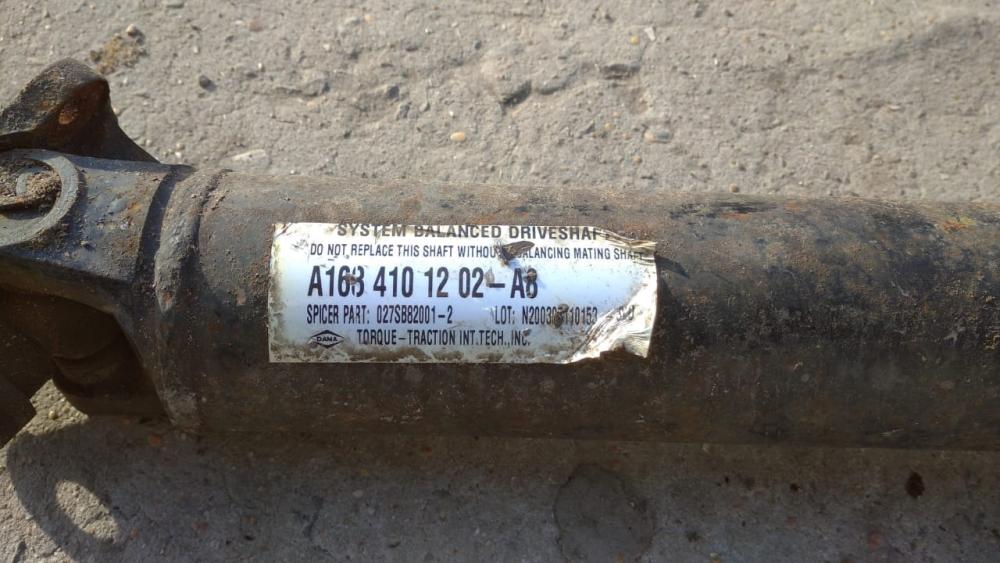 SYSTEM BALANCED DRIVESHAF
DO NOT REPLACE THIS SHAFT WITHOU BALANCING MATING SHAF
A163 410 12 02-A8
SPICER PART: 027SB82001-2 LOT:
DANA TORQUE-TRACTION INT.TECH.,INC.